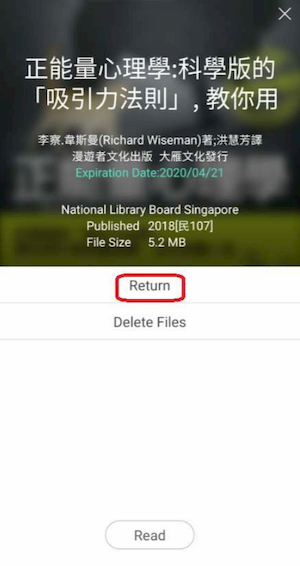 正能量心理學:科學版的
「吸引力法則」, 教你用
李察.韋斯曼(Richard Wiseman)著;洪慧芳譯
漫遊者文化出版 大雁文化發行
Expiration Date:2020/04/21
National Library Board Singapore
Published 2018[民107]
File Size 5.2 MB
Return
Delete Files
Read